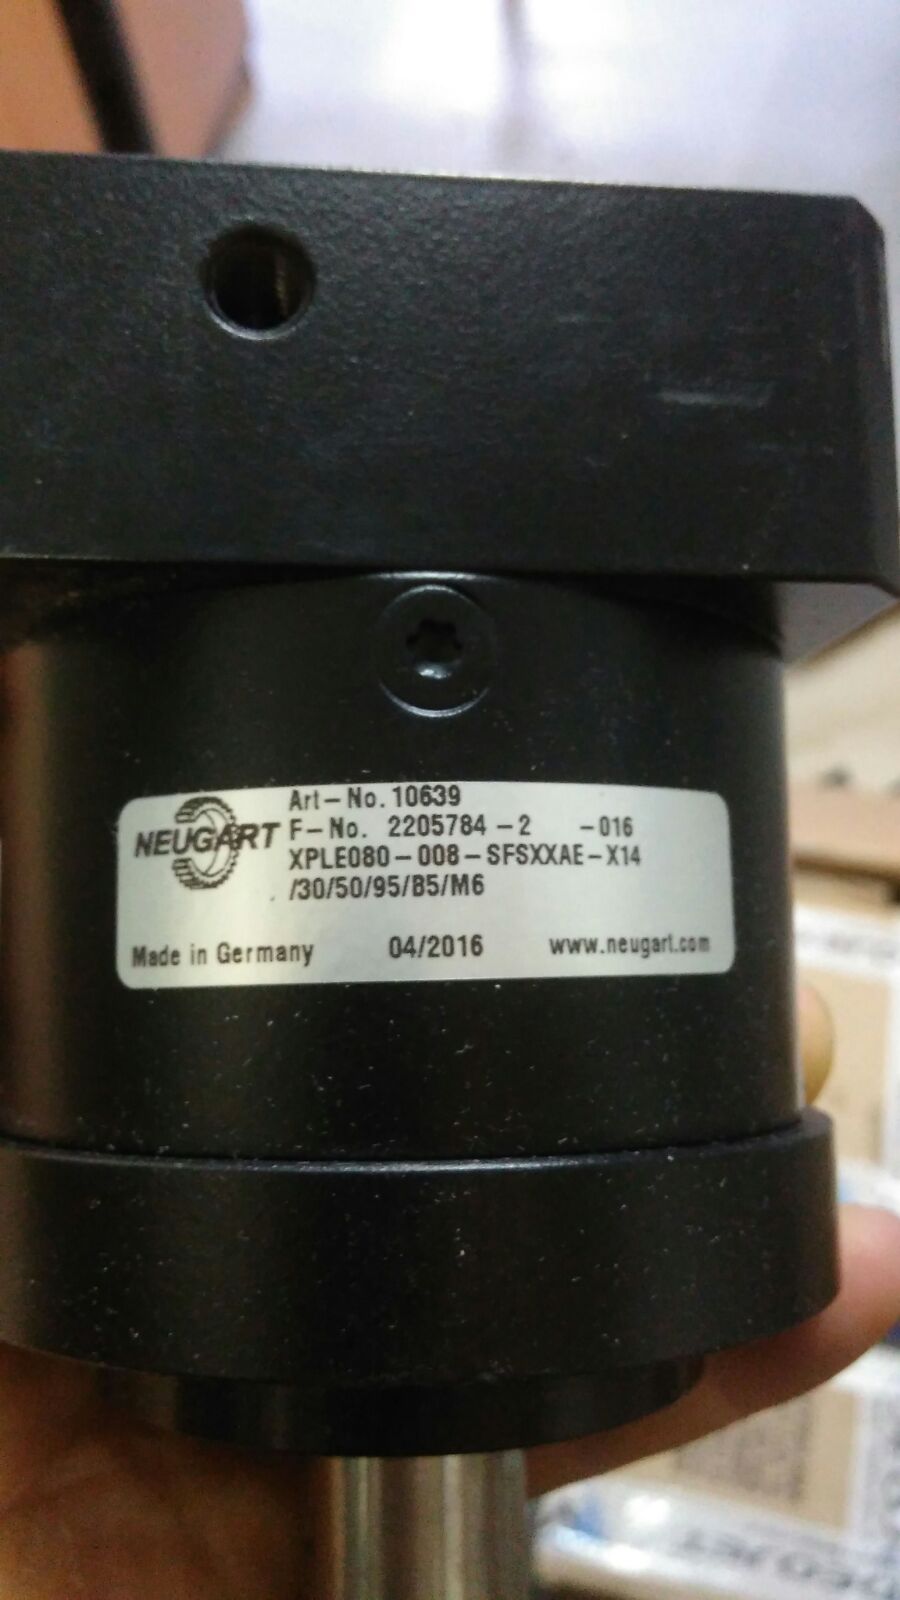 NEUGART
Art-No. 10639
F-No. 2205784-2 -016
XPLE080-008-SFSXXAE-X14
/30/50/95/B5/M6
Made in Germany 04/2016 www.neugart.com